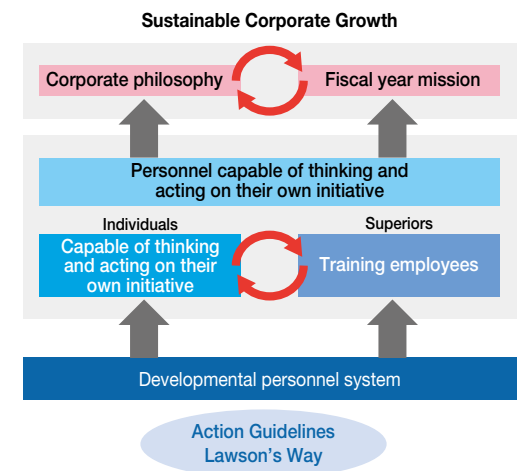 Sustainable Corporate Growth
Corporate philosophy
Fiscal year mission
Personnel capable of thinking and
acting on their own initiative
Individuals
Superiors
Capable of thinking
and acting on their
own initiative
Training employees
Developmental personnel system
Action Guidelines
Lawson's Way